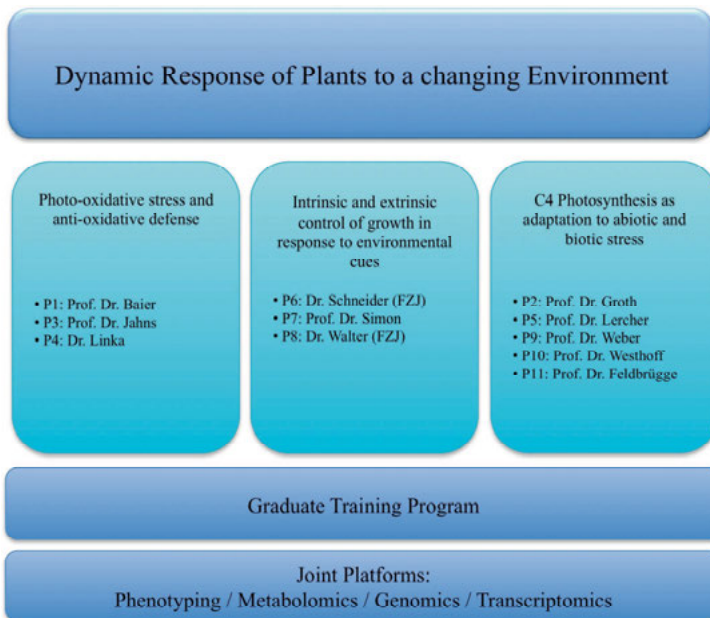 Dynamic Response of Plants to a changing Environment
Photo-oxidative stress and
anti-oxidative defense
• P1: Prof. Dr. Baier
• P3: Prof. Dr. Jahns
• P4: Dr. Linka
Intrinsic and extrinsic
control of growth in
response to environmental
cues
• P6: Dr. Schneider (FZJ)
• P7: Prof. Dr. Simon
• P8: Dr. Walter (FZJ)
C4 Photosynthesis as
adaptation to abiotic and
biotic stress
• P2: Prof. Dr. Groth
• P5: Prof. Dr. Lercher
• P9: Prof. Dr. Weber
• P10: Prof. Dr. Westhoff
• P11: Prof. Dr. Feldbrügge
Graduate Training Program
Joint Platforms:
Phenotyping / Metabolomics / Genomics / Transcriptomics